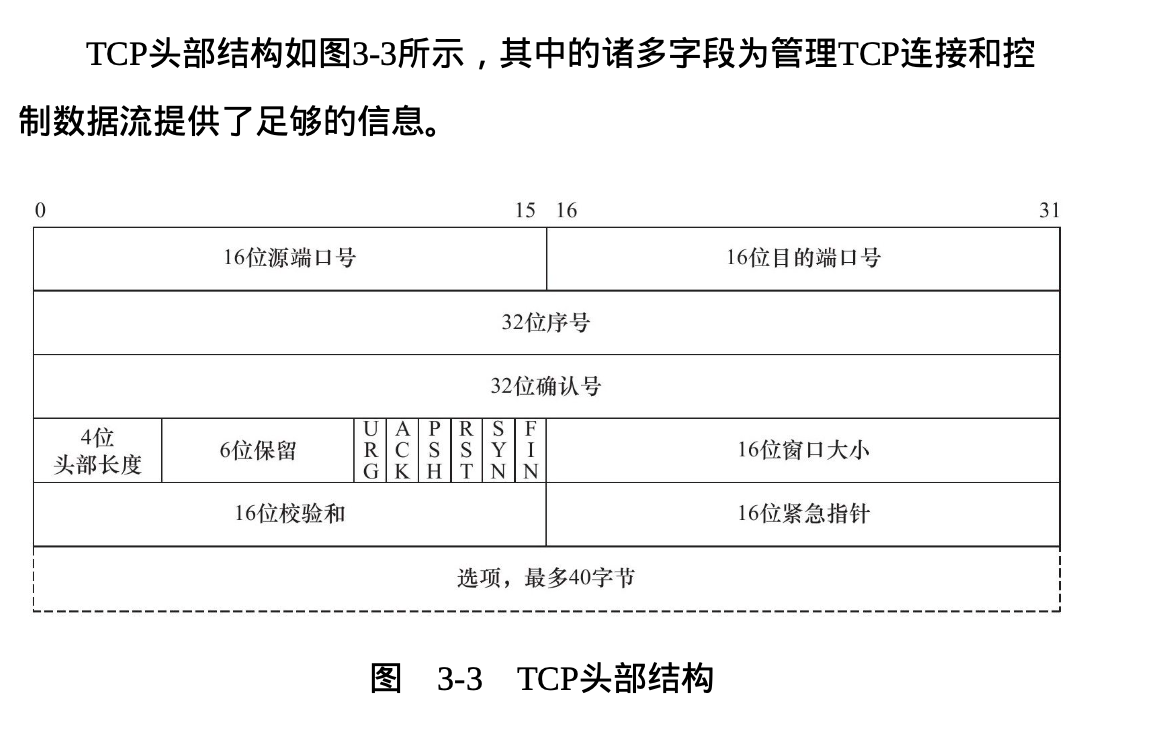 TCP头部结构如图3-3所示，其中的诸多字段为管理TCP连接和控
制数据流提供了足够的信息。
0 15 16 31
16位源端口号 16位目的端口号
32位序号
32位确认号
4位
头部长度 6位保留 URG ACK PSH RST SYN FIN 16位窗口大小
16位校验和 16位紧急指针
选项，最多40字节
图 3-3 TCP头部结构